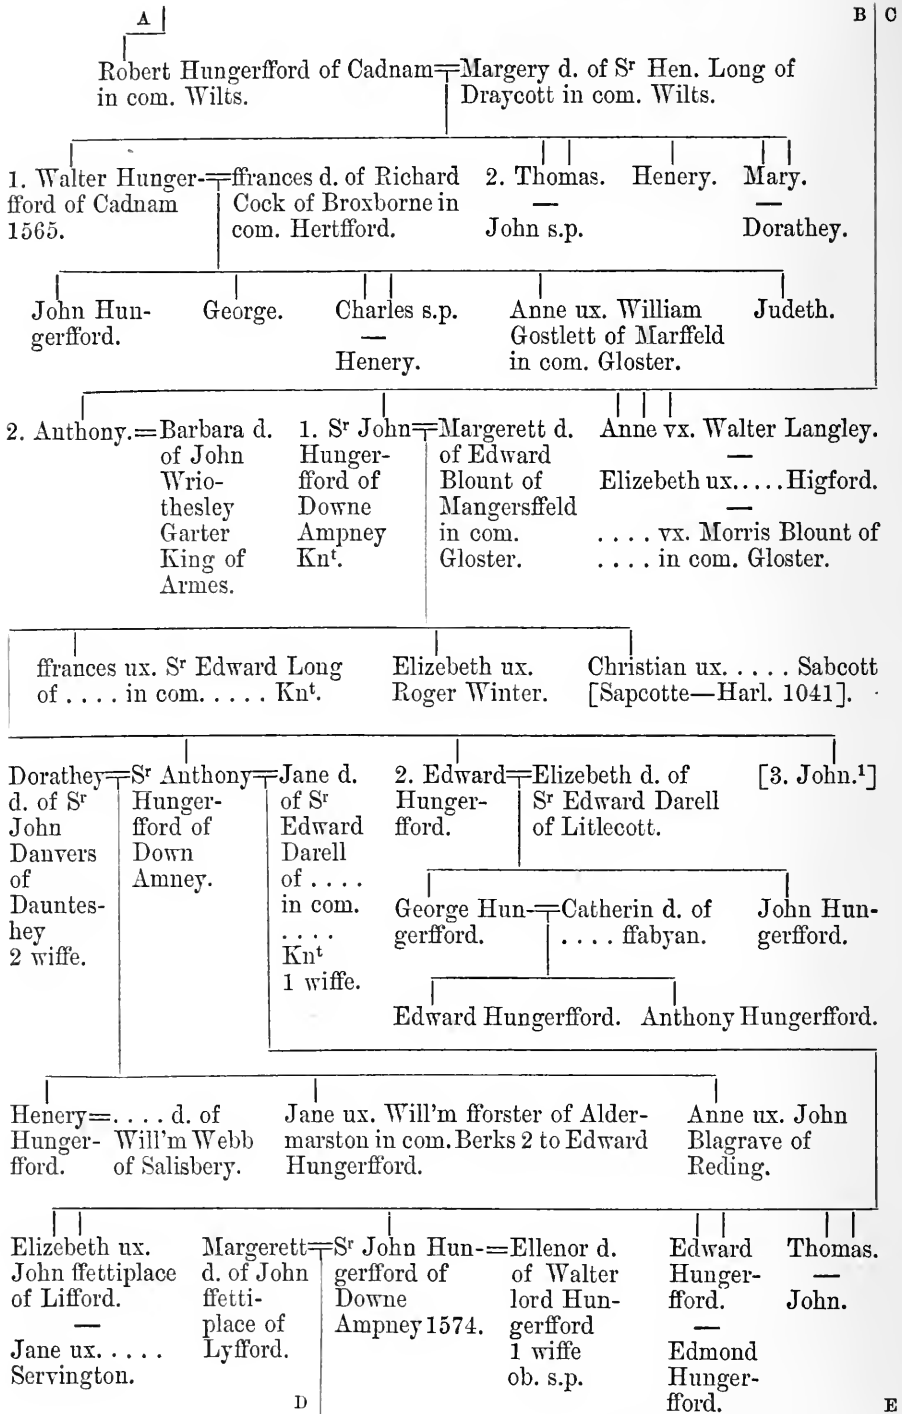 A
B C
Robert Hungerfford of Cadnam=Margery d. of Sr Hen. Long of
in com. Wilts.
Draycott in com. Wilts.
1. Walter Hunger-
fford of Cadnam
1565.
=ffrances d. of Richard
Cock of Broxborne in
com. Hertfford.
2. Thomas.
—
John s.p.
Henery.
Mary.
—
Dorathey.
John Hun-
gerfford.
George.
Charles s.p.
—
Henery.
Anne ux. William
Gostlett of Marffeld
in com. Gloster.
Judeth.
2. Anthony.=
Barbara d.
of John
Wrio-
thesley
Garter
King of
Armes.
1. Sr John=
Hunger-
fford of
Downe
Ampney
Knt.
Margerett d.
of Edward
Blount of
Mangersffeld
in com.
Gloster.
Anne vx. Walter Langley.
—
Elizebeth ux.....Higford.
—
.... vx. Morris Blount of
.... in com. Gloster.
ffrances ux. Sr Edward Long
of .... in com. .... Knt.
Elizebeth ux.
Roger Winter.
Christian ux. .... Sabcott
[Sapcotte—Harl. 1041].
Dorathey=
d. of Sr
John
Danvers
of
Dauntes-
hey
2 wiffe.
Sr Anthony=
Hunger-
fford of
Down
Amney.
Jane d.
of Sr
Edward
Darell
of ....
in com.
....
Knt
1 wiffe.
2. Edward=
Hunger-
fford.
Elizebeth d. of
Sr Edward Darell
of Litlecott.
[3. John.¹]
George Hun-
gerfford.
=Catherin d. of
.... ffabyan.
John Hun-
gerfford.
Edward Hungerfford.
Anthony Hungerfford.
Henery=
Hunger-
fford.
.... d. of
Will'm Webb
of Salisbery.
Jane ux. Will'm fforster of Alder-
marston in com. Berks 2 to Edward
Hungerfford.
Anne ux. John
Blagrave of
Reding.
Elizebeth ux.
John ffettiplace
of Lifford.
—
Jane ux.....
Servington.
Margerett=
d. of John
ffetti-
place of
Lyfford.
Sr John Hun-
gerfford of
Downe
Ampney 1574.
=Ellenor d.
of Walter
lord Hun-
gerfford
1 wiffe
ob. s.p.
Edward
Hunger-
fford.
—
Edmond
Hunger-
fford.
Thomas.
—
John.
D
E